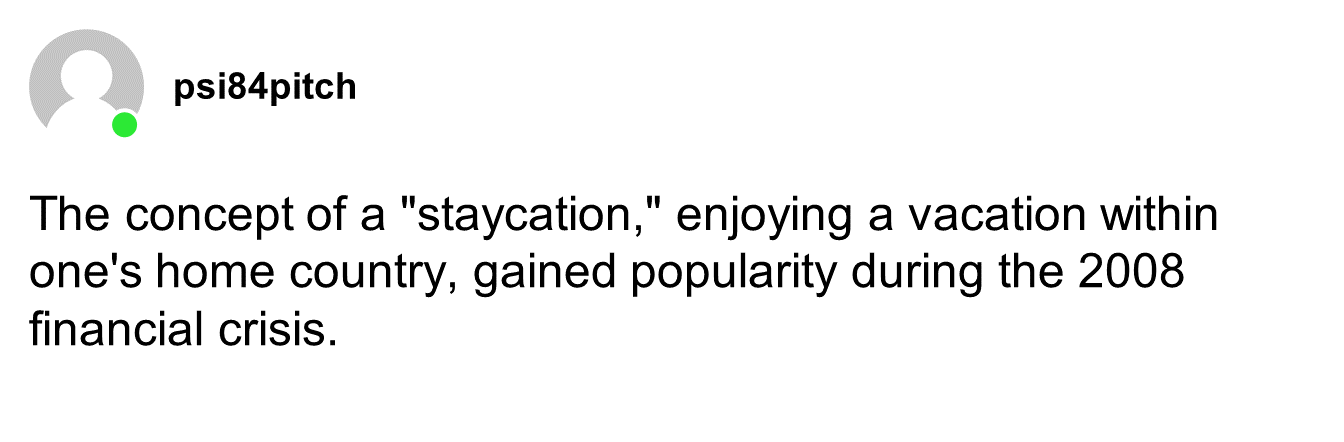 psi84pitch
The concept of a "staycation," enjoying a vacation within
one's home country, gained popularity during the 2008
financial crisis.